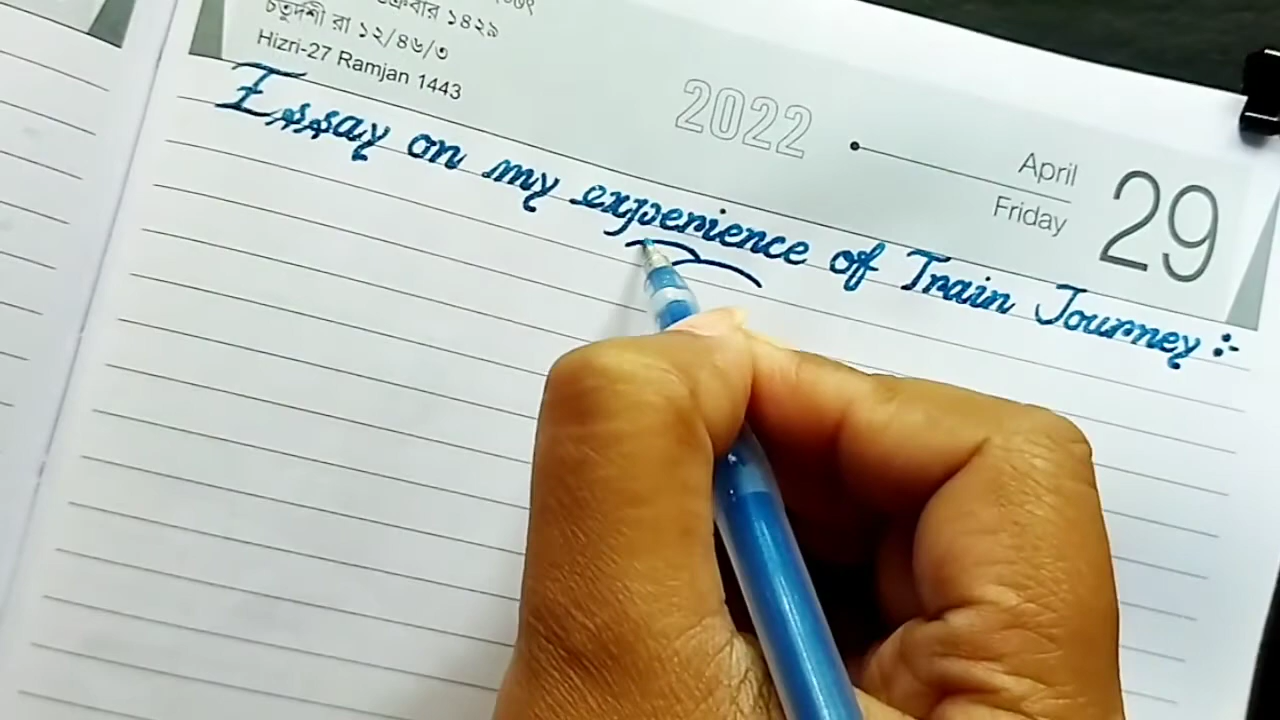 ১৪২৯
চতুর্দশী রা ১২/৪৬/৩
Hizri-27 Ramjan 1443
2022
April
Friday
29
Essay on my experience of Train Journey :-